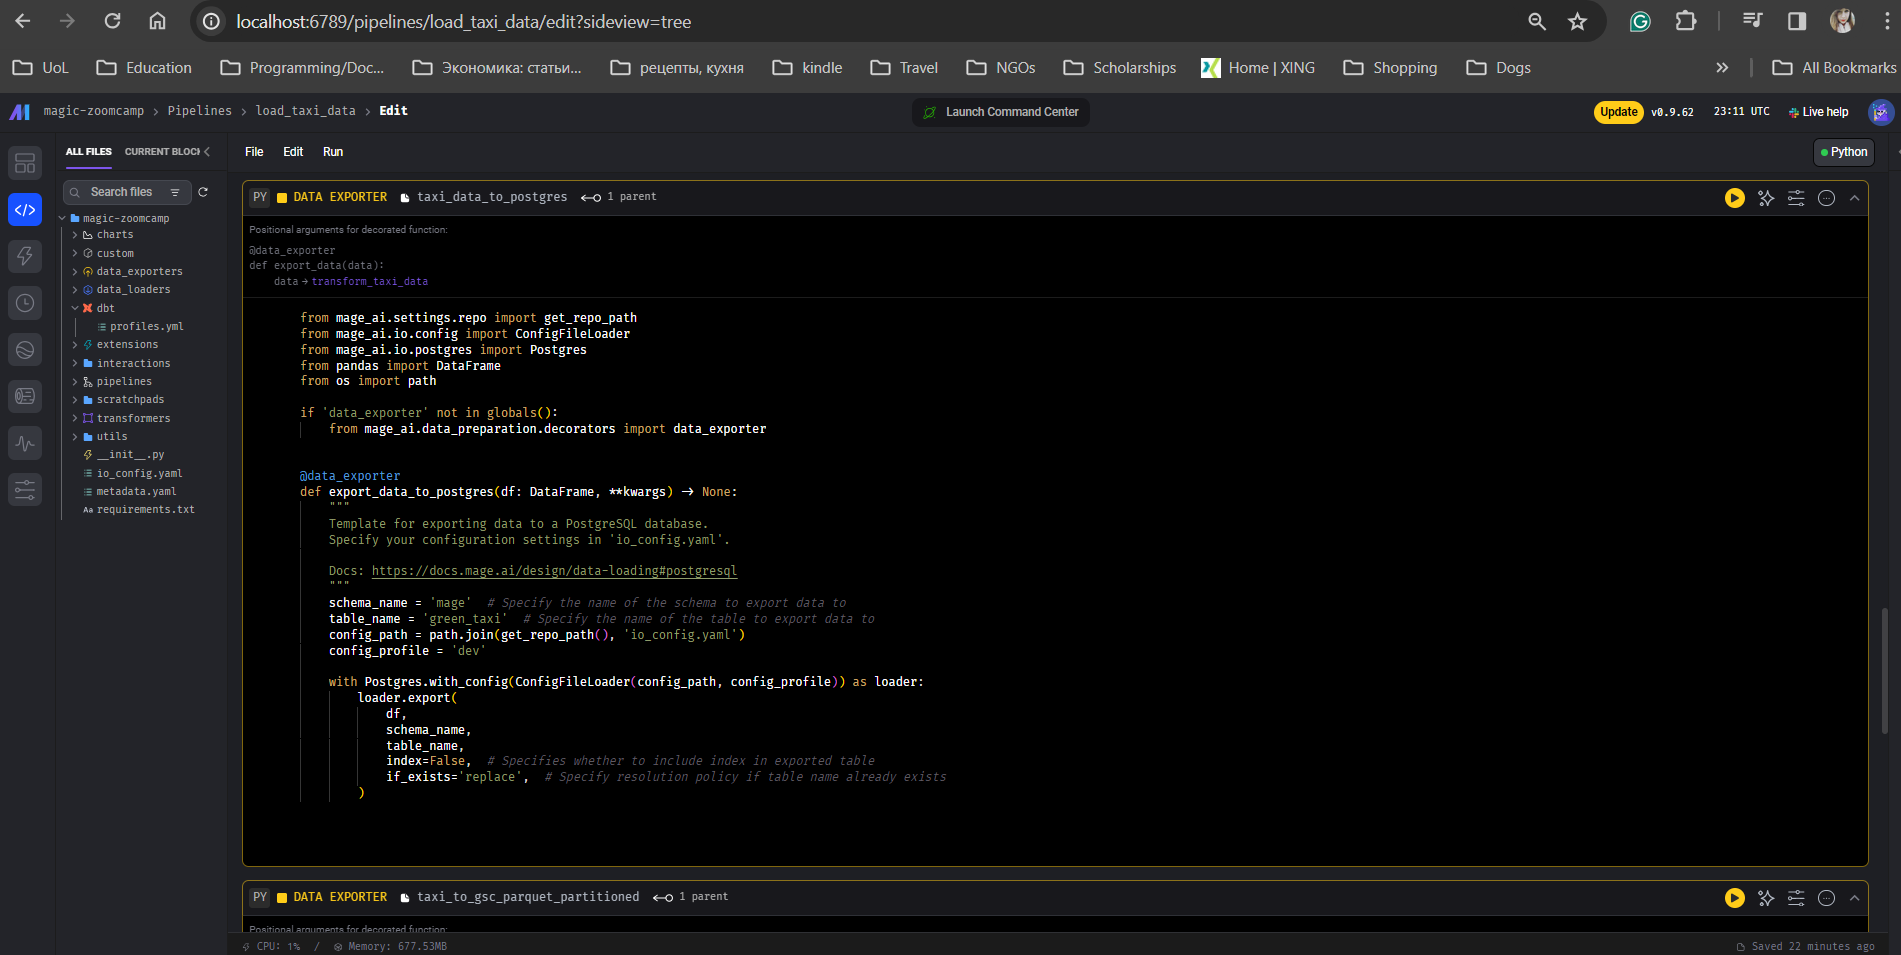 localhost:6789/pipelines/load_taxi_data/edit?sideview=tree
UoL Education Programming/Doc... Экономика: статьи... рецепты, кухня kindle Travel NGOs Scholarships Home | XING Shopping Dogs » All Bookmarks
magic-zoomcamp > Pipelines > load_taxi_data > Edit Launch Command Center Update v0.9.62 23:11 UTC Live help
ALL FILES CURRENT BLOCK
File Edit Run Python
Search files
magic-zoomcamp
charts
custom
data_exporters
data_loaders
dbt
profiles.yml
extensions
interactions
pipelines
scratchpads
transformers
utils
__init__.py
io_config.yaml
metadata.yaml
Aa requirements.txt
PY DATA EXPORTER taxi_data_to_postgres 1 parent
Positional arguments for decorated function:
@data_exporter
def export_data(data):
data → transform_taxi_data
from mage_ai.settings.repo import get_repo_path
from mage_ai.io.config import ConfigFileLoader
from mage_ai.io.postgres import Postgres
from pandas import DataFrame
from os import path
if 'data_exporter' not in globals():
from mage_ai.data_preparation.decorators import data_exporter
@data_exporter
def export_data_to_postgres(df: DataFrame, **kwargs) -> None:
"""
Template for exporting data to a PostgreSQL database.
Specify your configuration settings in 'io_config.yaml'.
Docs: https://docs.mage.ai/design/data-loading#postgresql
"""
schema_name = 'mage' # Specify the name of the schema to export data to
table_name = 'green_taxi' # Specify the name of the table to export data to
config_path = path.join(get_repo_path(), 'io_config.yaml')
config_profile = 'dev'
with Postgres.with_config(ConfigFileLoader(config_path, config_profile)) as loader:
loader.export(
df,
schema_name,
table_name,
index=False, # Specifies whether to include index in exported table
if_exists='replace', # Specify resolution policy if table name already exists
)
PY DATA EXPORTER taxi_to_gsc_parquet_partitioned 1 parent
Positional arguments for decorated function:
CPU: 1% / Memory: 677.53MB Saved 22 minutes ago